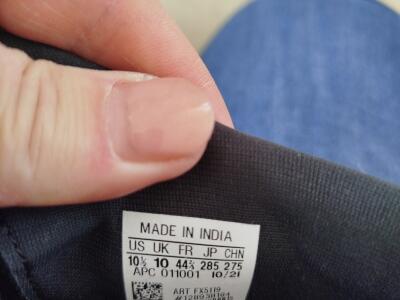 MADE IN INDIA
US UK FR JP CHN
10½ 10 44⅔ 285 275
APC 011001 10/21
ART FX5119